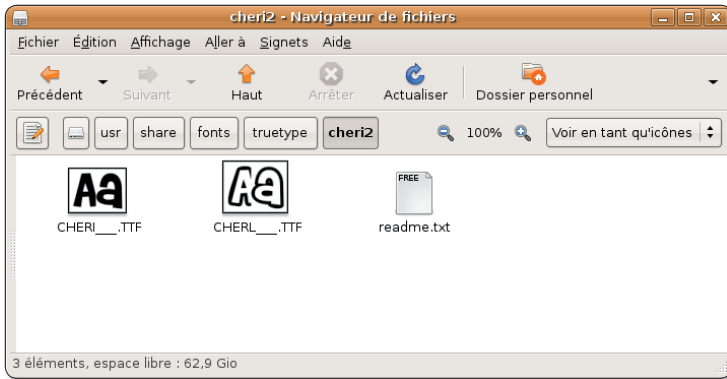 cheri2 - Navigateur de fichiers
Fichier Édition Affichage Aller à Signets Aide
Précédent Suivant Haut Arrêter Actualiser Dossier personnel
usr share fonts truetype cheri2 100% Voir en tant qu'icônes
Aa Aa FREE
CHERI___.TTF CHERL___.TTF readme.txt
3 éléments, espace libre : 62,9 Gio